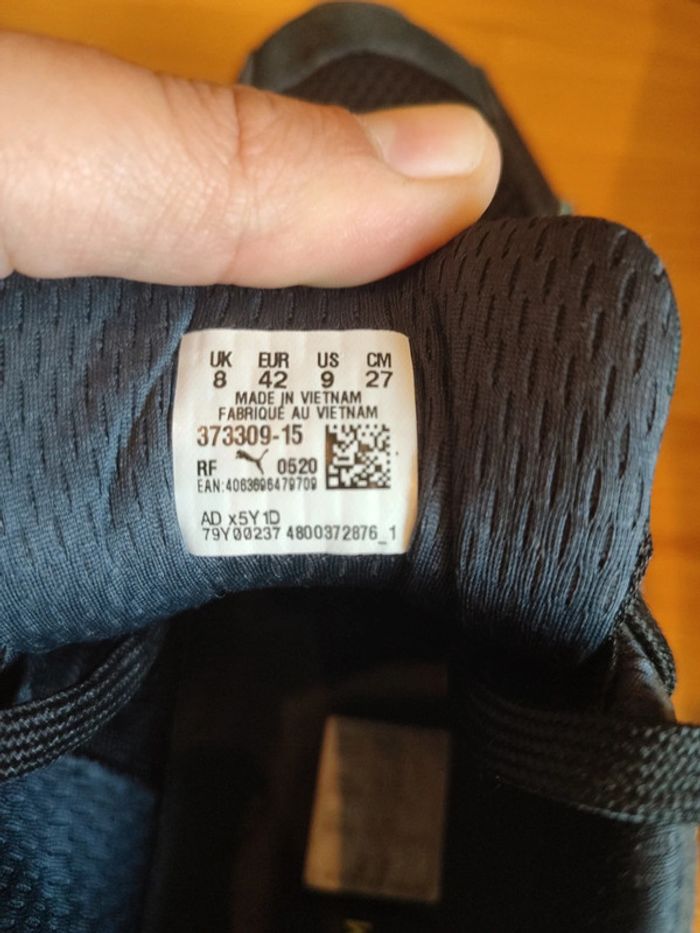 UK EUR US CM
8 42 9 27
MADE IN VIETNAM
FABRIQUÉ AU VIETNAM
373309-15
RF 0520
EAN:4063696479709
AD x5Y1D
79Y00237 4800372876_1